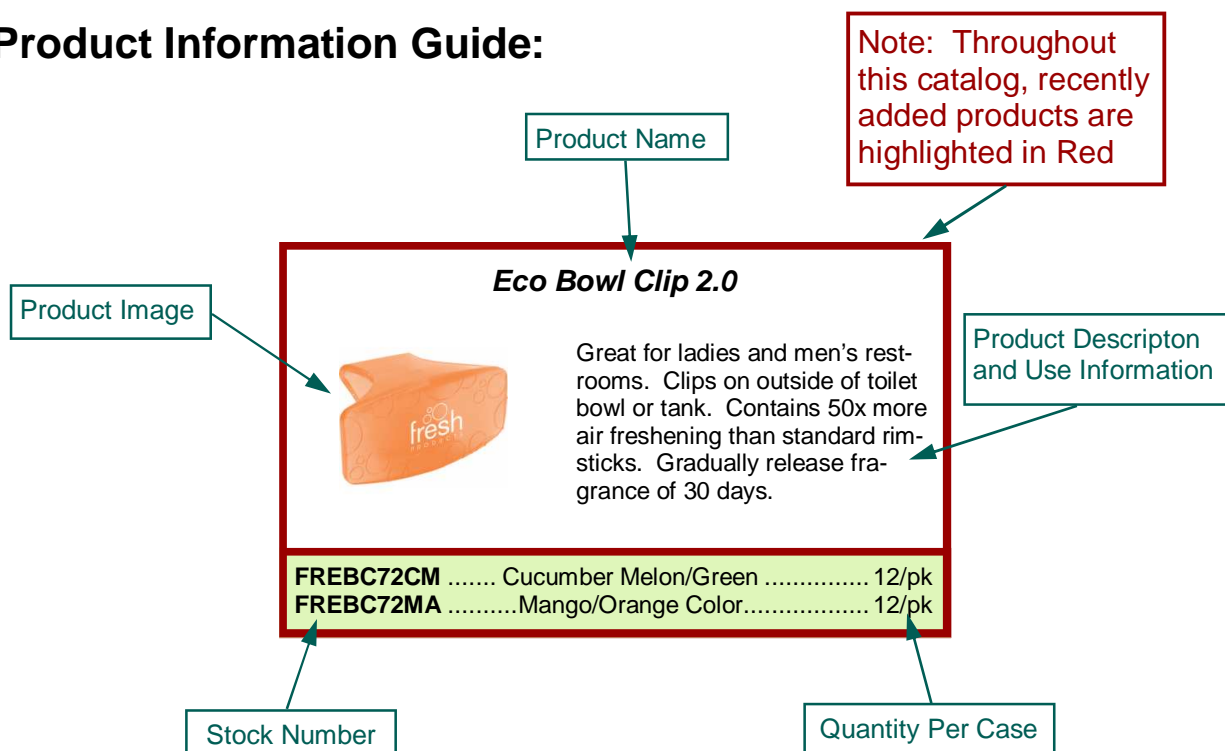 Product Information Guide:
Note:  Throughout
this catalog, recently
added products are
highlighted in Red
Product Name
Eco Bowl Clip 2.0
Product Image
fresh
PRODUCTS
Great for ladies and men’s rest-
rooms.  Clips on outside of toilet
bowl or tank.  Contains 50x more
air freshening than standard rim-
sticks.  Gradually release fra-
grance of 30 days.
Product Descripton
and Use Information
FREBC72CM ....... Cucumber Melon/Green ............... 12/pk
FREBC72MA ..........Mango/Orange Color.................. 12/pk
Stock Number
Quantity Per Case